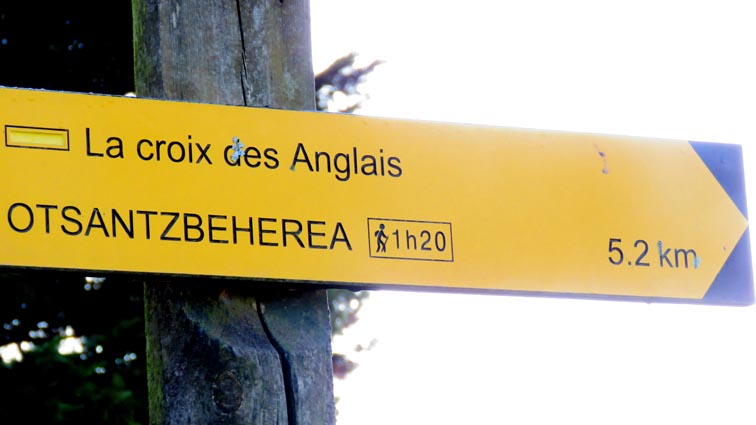 La croix des Anglais
OTSANTZBEHEREA 1h20 5.2 km